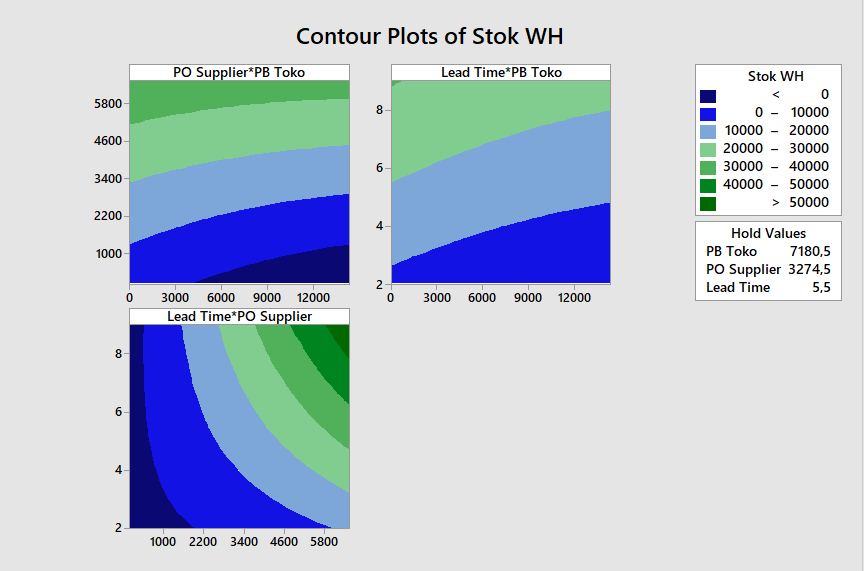 Contour Plots of Stok WH
PO Supplier*PB Toko
5800
4600
3400
2200
1000
0 3000 6000 9000 12000
Lead Time*PB Toko
8
6
4
2
0 3000 6000 9000 12000
Lead Time*PO Supplier
8
6
4
2
1000 2200 3400 4600 5800
Stok WH
< 0
0 – 10000
10000 – 20000
20000 – 30000
30000 – 40000
40000 – 50000
> 50000
Hold Values
PB Toko 7180,5
PO Supplier 3274,5
Lead Time 5,5